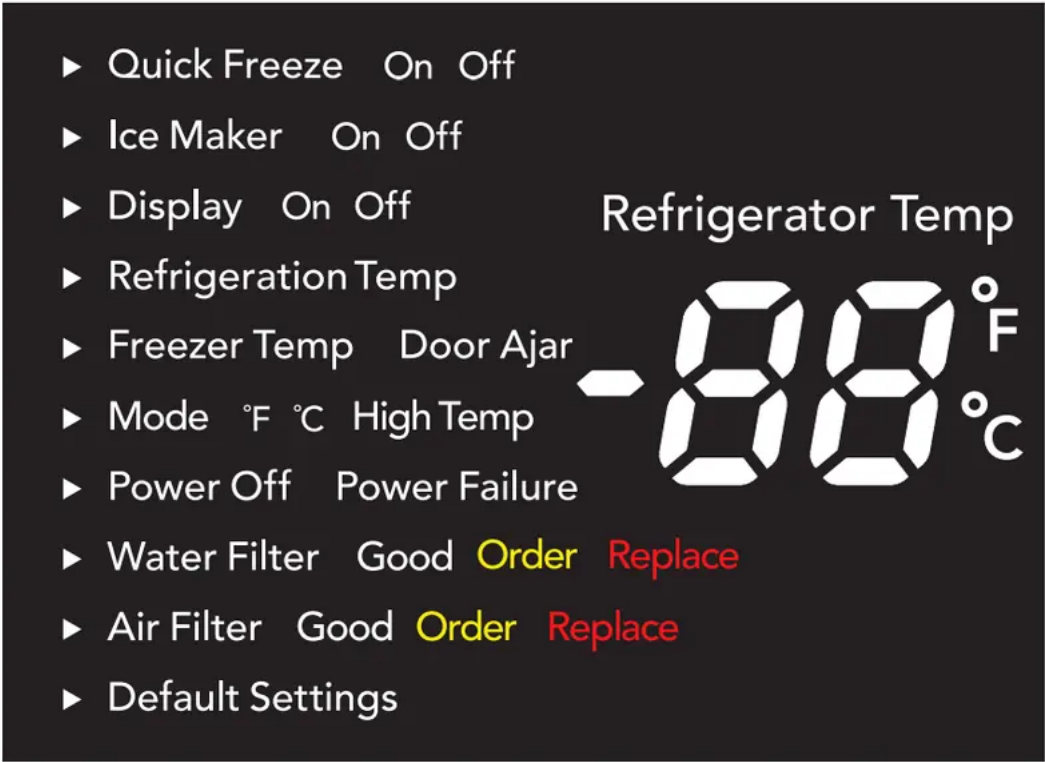 Quick Freeze On Off
Ice Maker On Off
Display On Off
Refrigerator Temp
Refrigeration Temp
Freezer Temp Door Ajar
-88 °F °C
Mode °F °C High Temp
Power Off Power Failure
Water Filter Good Order Replace
Air Filter Good Order Replace
Default Settings